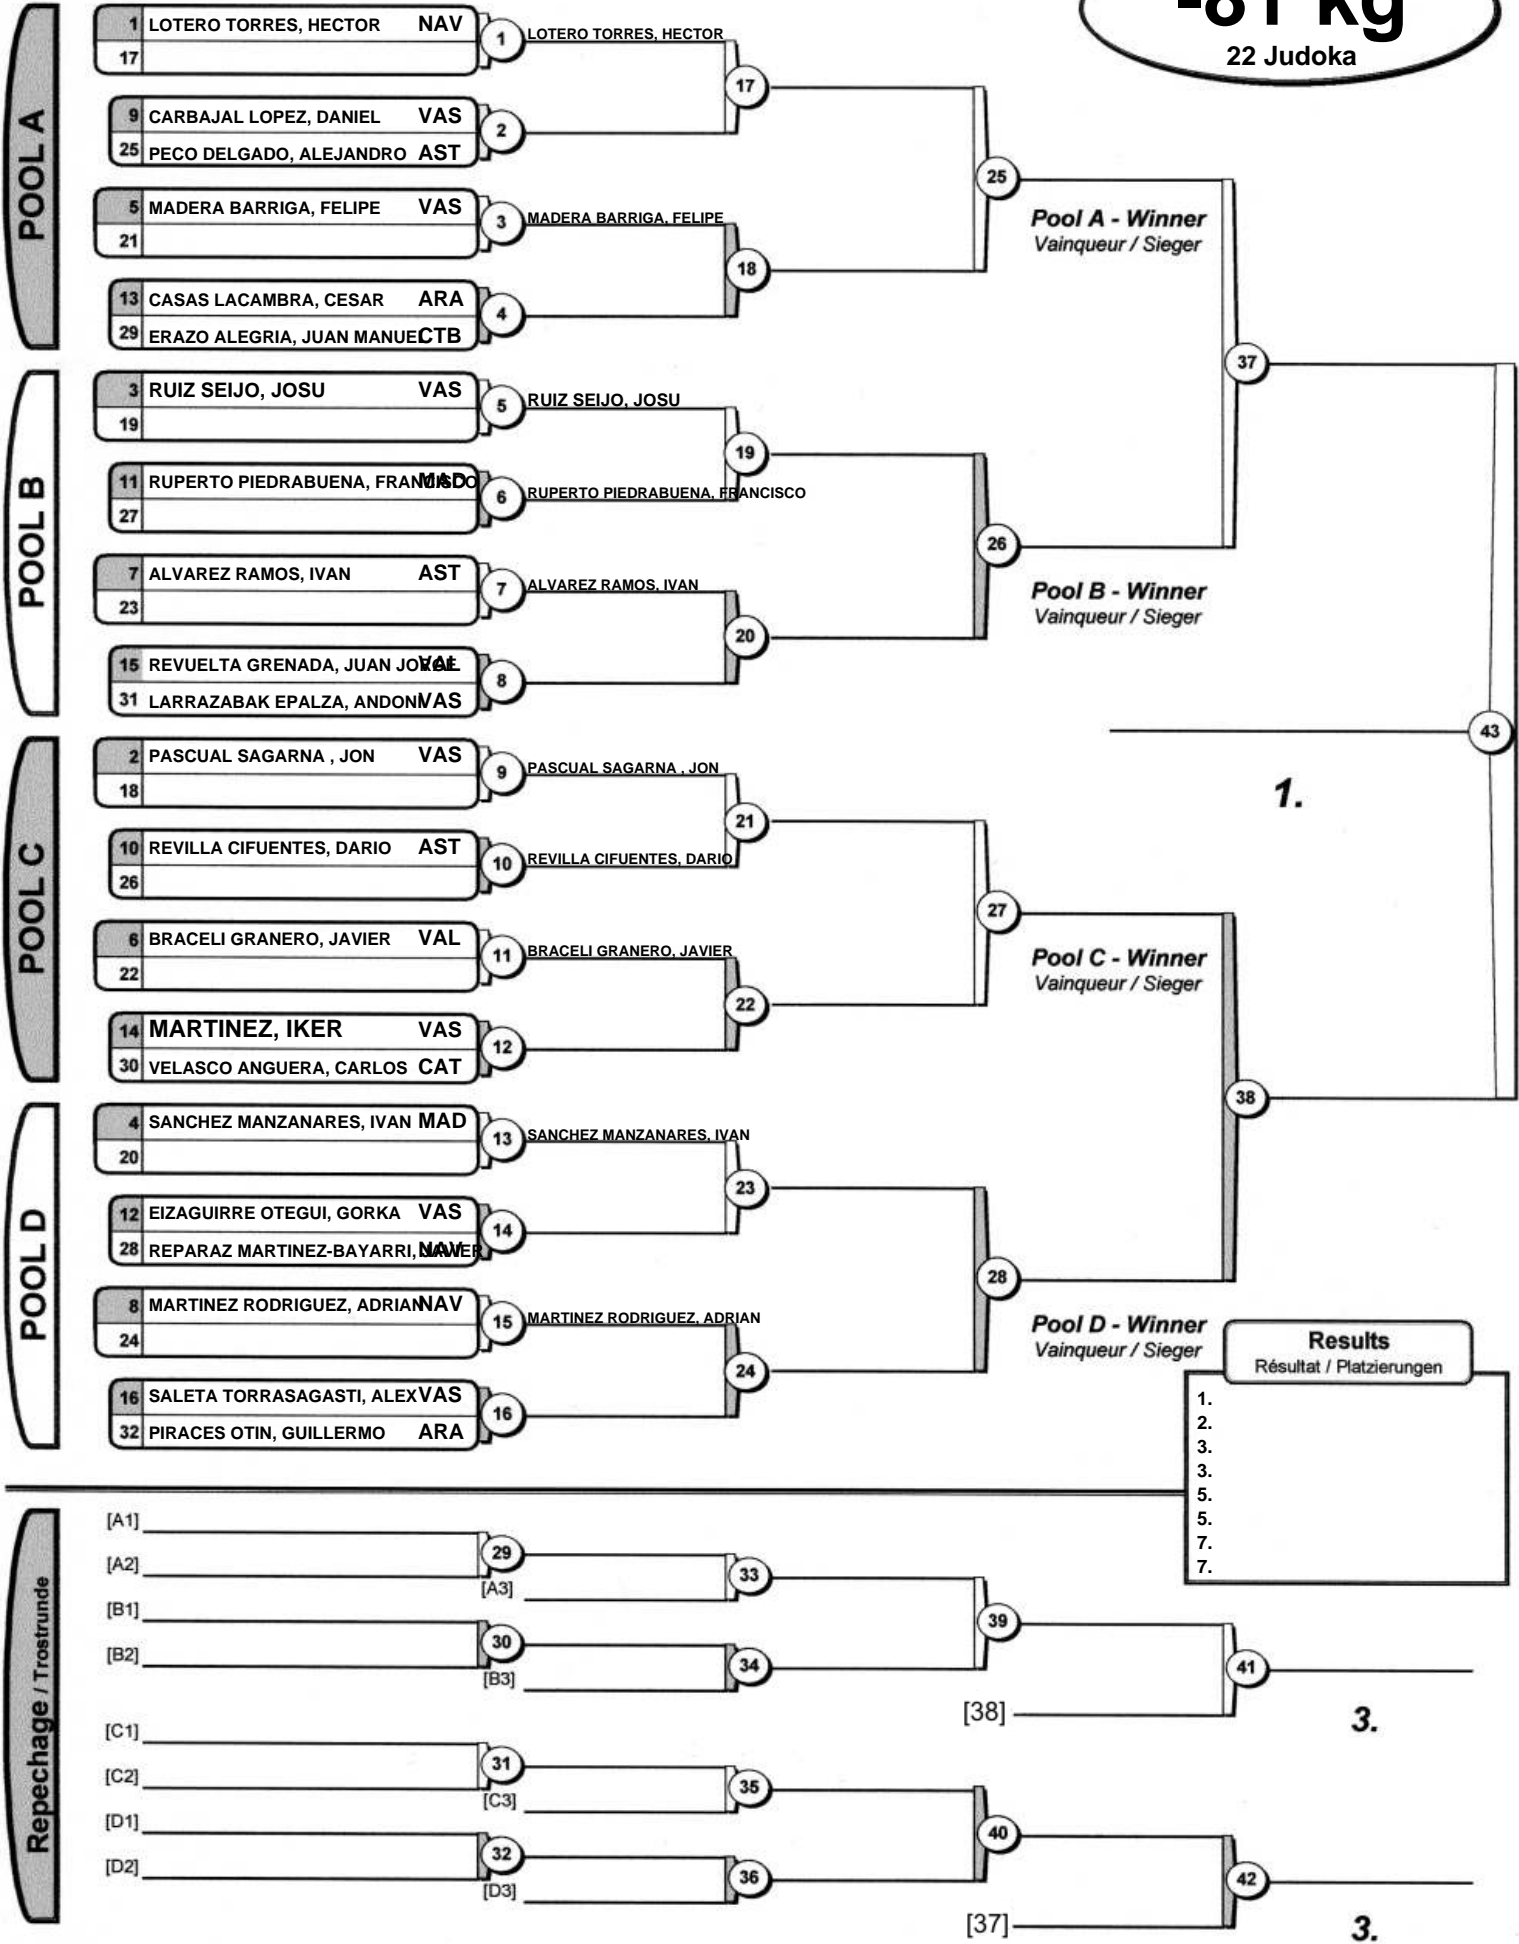 -81 kg
22 Judoka
POOL A
1 LOTERO TORRES, HECTOR NAV
17
1 LOTERO TORRES, HECTOR
9 CARBAJAL LOPEZ, DANIEL VAS
25 PECO DELGADO, ALEJANDRO AST
2
17
5 MADERA BARRIGA, FELIPE VAS
21
3 MADERA BARRIGA, FELIPE
13 CASAS LACAMBRA, CESAR ARA
29 ERAZO ALEGRIA, JUAN MANUEL CTB
4
18
25
Pool A - Winner
Vainqueur / Sieger
POOL B
3 RUIZ SEIJO, JOSU VAS
19
5 RUIZ SEIJO, JOSU
11 RUPERTO PIEDRABUENA, FRANCISCO MAD
27
6 RUPERTO PIEDRABUENA, FRANCISCO
19
7 ALVAREZ RAMOS, IVAN AST
23
7 ALVAREZ RAMOS, IVAN
15 REVUELTA GRENADA, JUAN JORGE VAL
31 LARRAZABAK EPALZA, ANDONI VAS
8
20
26
Pool B - Winner
Vainqueur / Sieger
37
POOL C
2 PASCUAL SAGARNA , JON VAS
18
9 PASCUAL SAGARNA , JON
10 REVILLA CIFUENTES, DARIO AST
26
10 REVILLA CIFUENTES, DARIO
21
6 BRACELI GRANERO, JAVIER VAL
22
11 BRACELI GRANERO, JAVIER
14 MARTINEZ, IKER VAS
30 VELASCO ANGUERA, CARLOS CAT
12
22
27
Pool C - Winner
Vainqueur / Sieger
43
1.
POOL D
4 SANCHEZ MANZANARES, IVAN MAD
20
13 SANCHEZ MANZANARES, IVAN
12 EIZAGUIRRE OTEGUI, GORKA VAS
28 REPARAZ MARTINEZ-BAYARRI, JAVIER NAV
14
23
8 MARTINEZ RODRIGUEZ, ADRIAN NAV
24
15 MARTINEZ RODRIGUEZ, ADRIAN
16 SALETA TORRASAGASTI, ALEX VAS
32 PIRACES OTIN, GUILLERMO ARA
16
24
28
Pool D - Winner
Vainqueur / Sieger
38
Results
Résultat / Platzierungen
1.
2.
3.
3.
5.
5.
7.
7.
Repechage / Trostrunde
[A1]
[A2]
29
[A3]
33
[B1]
[B2]
30
[B3]
34
39
[38]
41
3.
[C1]
[C2]
31
[C3]
35
[D1]
[D2]
32
[D3]
36
40
[37]
42
3.